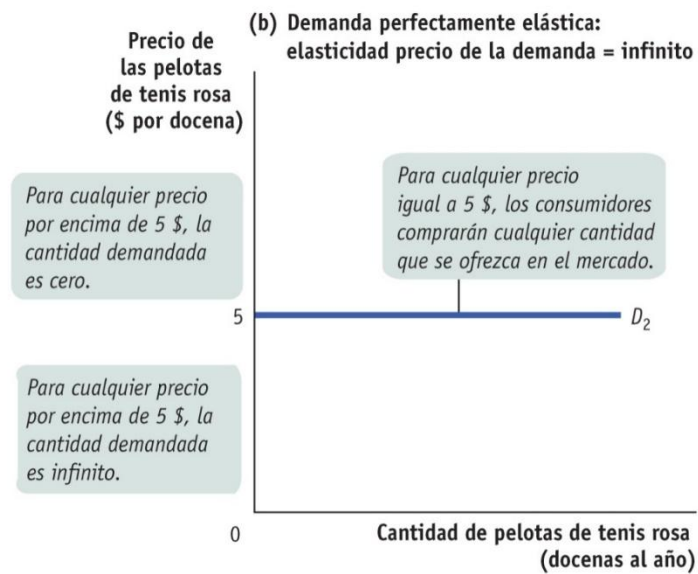 (b) Demanda perfectamente elástica:
elasticidad precio de la demanda = infinito
Precio de
las pelotas
de tenis rosa
($ por docena)
Para cualquier precio
por encima de 5 $, la
cantidad demandada
es cero.
Para cualquier precio
igual a 5 $, los consumidores
comprarán cualquier cantidad
que se ofrezca en el mercado.
5
D₂
Para cualquier precio
por encima de 5 $, la
cantidad demandada
es infinito.
0
Cantidad de pelotas de tenis rosa
(docenas al año)